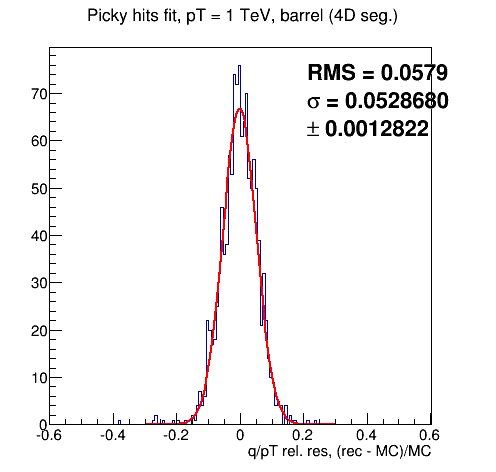 Picky hits fit, pT = 1 TeV, barrel (4D seg.)
RMS = 0.0579
σ = 0.0528680
± 0.0012822
70
60
50
40
30
20
10
0
-0.6 -0.4 -0.2 0 0.2 0.4 0.6
q/pT rel. res, (rec - MC)/MC